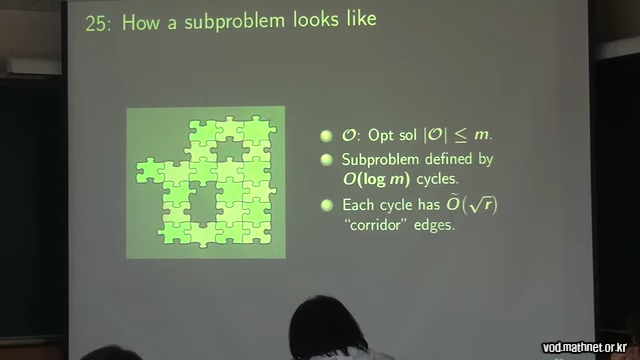 25: How a subproblem looks like
𝒪: Opt sol |𝒪| ≤ m.
Subproblem defined by
O(log m) cycles.
Each cycle has Õ(√r)
“corridor” edges.
vod.mathnet.or.kr